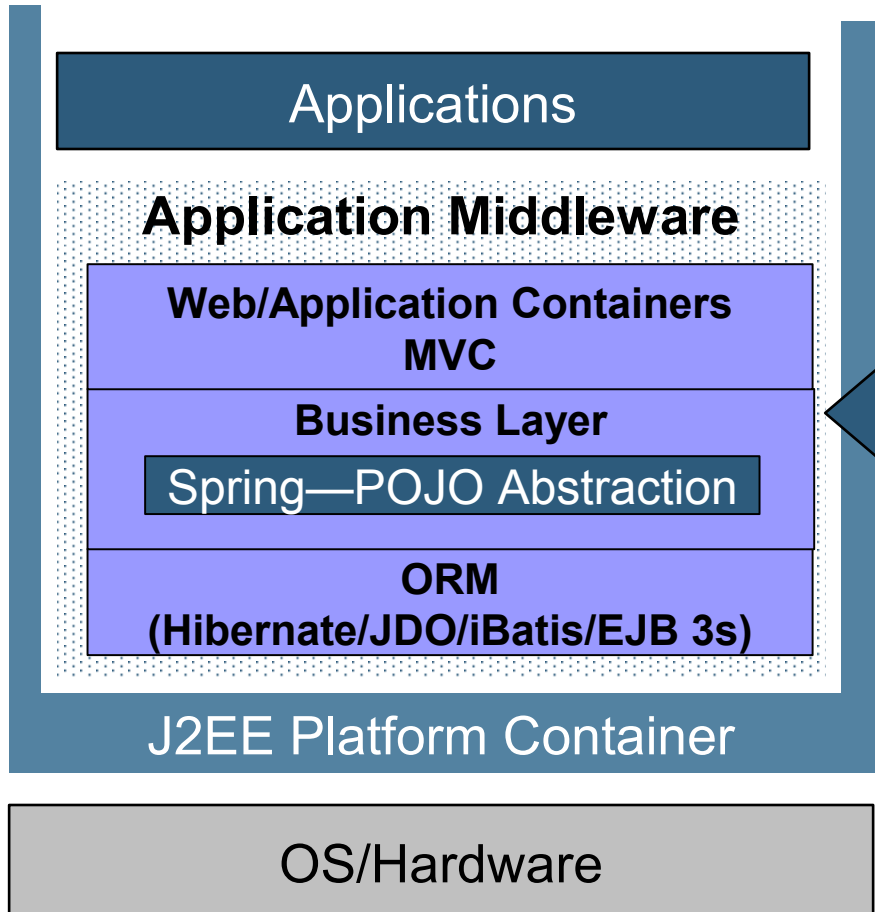 Applications
Application Middleware
Web/Application Containers
MVC
Business Layer
Spring—POJO Abstraction
ORM
(Hibernate/JDO/iBatis/EJB 3s)
J2EE Platform Container
OS/Hardware